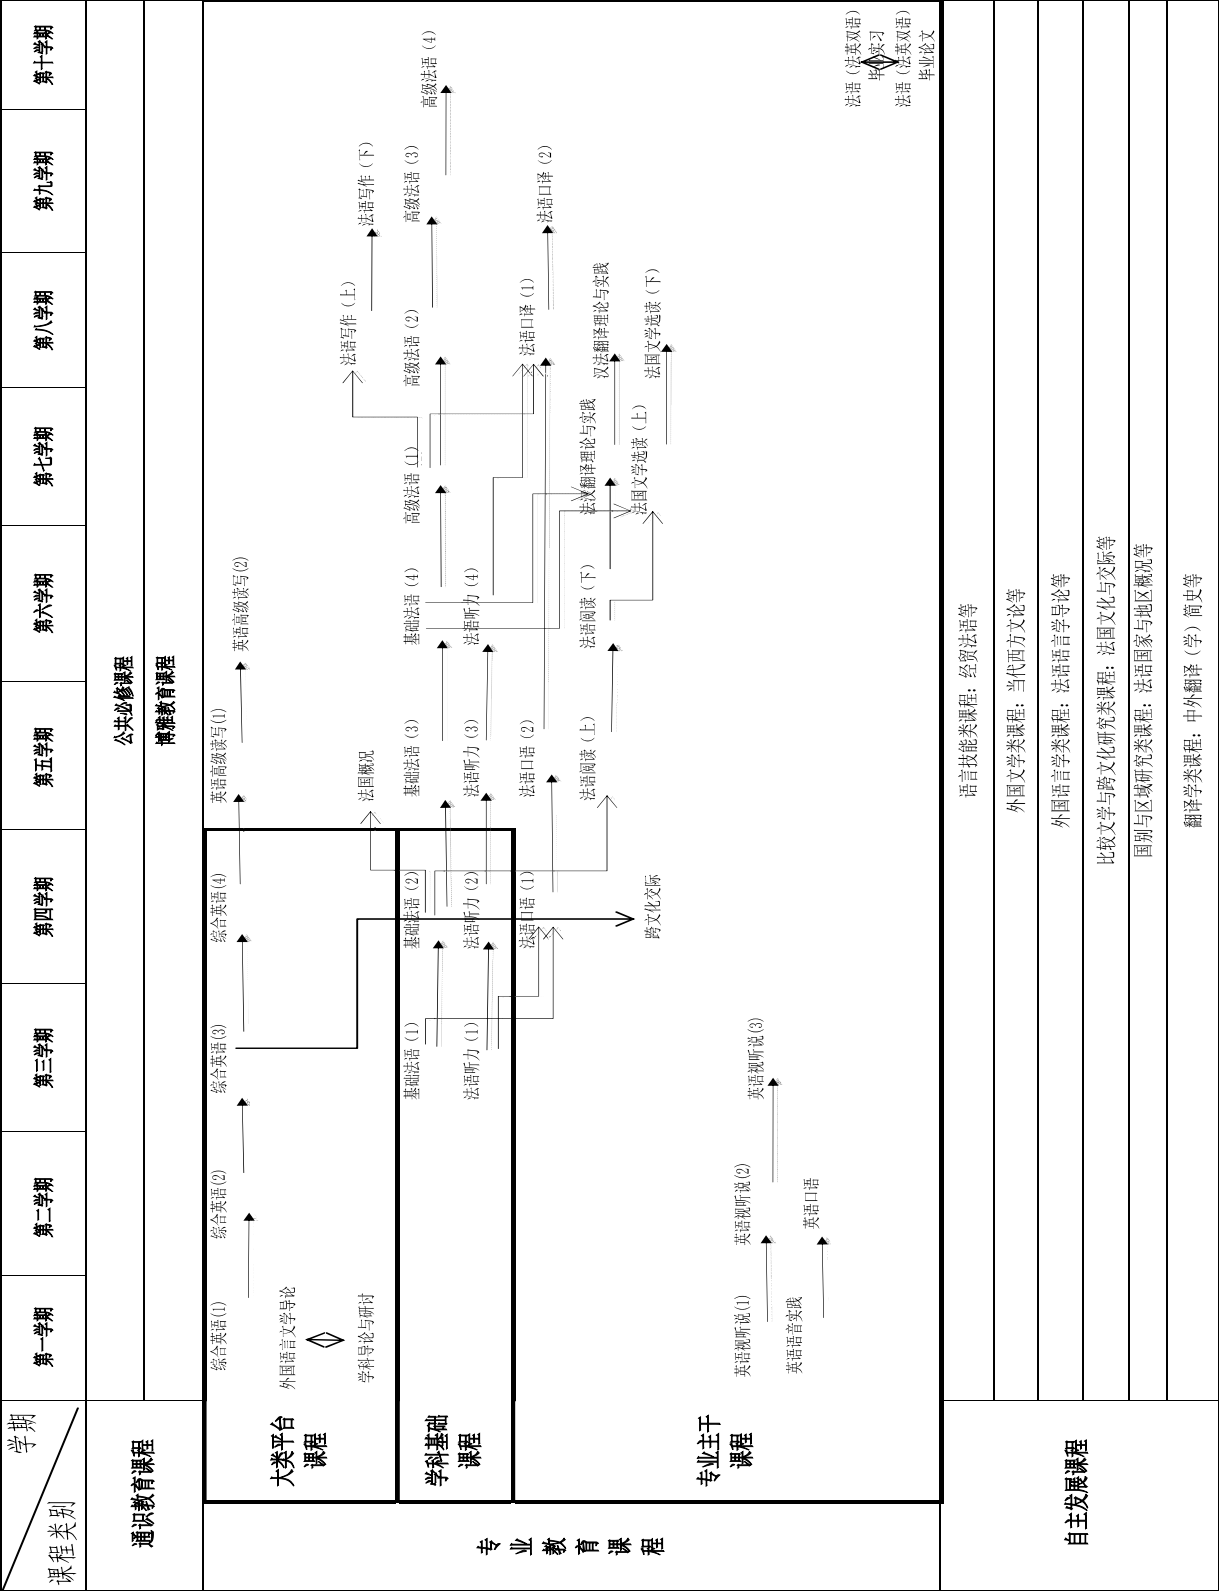 课程类别
学期
第一学期
第二学期
第三学期
第四学期
第五学期
第六学期
第七学期
第八学期
第九学期
第十学期
通识教育课程
公共必修课程
博雅教育课程
专业教育课程
大类平台
课程
综合英语(1)
综合英语(2)
综合英语(3)
综合英语(4)
英语高级读写(1)
英语高级读写(2)
外国语言文学导论
学科导论与研讨
法国概况
法语写作（上）
法语写作（下）
学科基础
课程
基础法语（1）
基础法语（2）
基础法语（3）
基础法语（4）
高级法语（1）
高级法语（2）
高级法语（3）
高级法语（4）
法语听力（1）
法语听力（2）
法语听力（3）
法语听力（4）
专业主干
课程
法语口语（1）
法语口语（2）
法语口译（1）
法语口译（2）
法语阅读（上）
法语阅读（下）
法汉翻译理论与实践
汉法翻译理论与实践
跨文化交际
法国文学选读（上）
法国文学选读（下）
英语视听说(1)
英语视听说(2)
英语视听说(3)
英语语音实践
英语口语
法语（法英双语）
毕业实习
法语（法英双语）
毕业论文
自主发展课程
语言技能类课程：经贸法语等
外国文学类课程：当代西方文论等
外国语言学类课程：法语语言学导论等
比较文学与跨文化研究类课程：法国文化与交际等
国别与区域研究类课程：法语国家与地区概况等
翻译学类课程：中外翻译（学）简史等